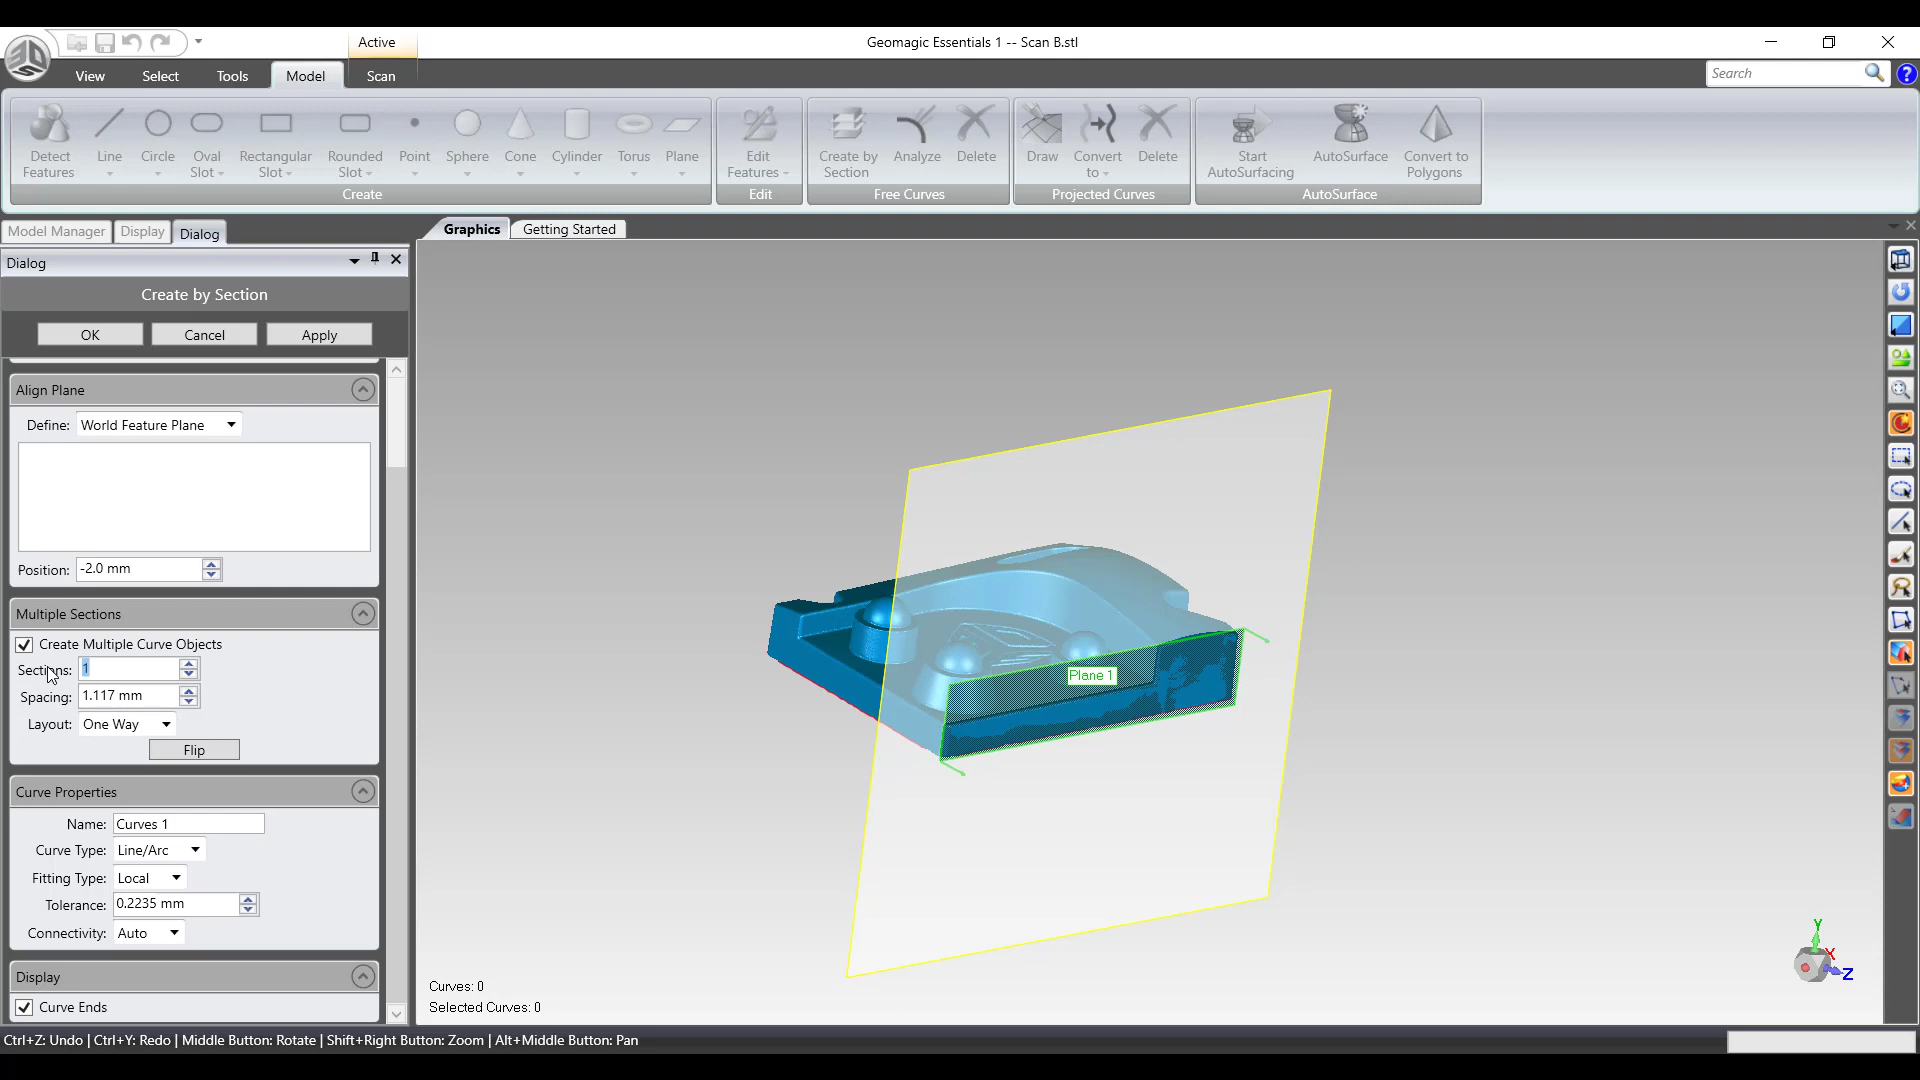 Active
Geomagic Essentials 1 -- Scan B.stl
View Select Tools Model Scan
Search
Detect Features
Line
Circle
Oval Slot
Rectangular Slot
Rounded Slot
Point
Sphere
Cone
Cylinder
Torus
Plane
Create
Edit Features
Edit
Create by Section
Analyze
Delete
Free Curves
Draw
Convert to
Delete
Projected Curves
Start AutoSurfacing
AutoSurface
Convert to Polygons
AutoSurface
Model Manager Display Dialog
Graphics Getting Started
Dialog
Create by Section
OK Cancel Apply
Align Plane
Define: World Feature Plane
Position: -2.0 mm
Multiple Sections
Create Multiple Curve Objects
Sections: 1
Spacing: 1.117 mm
Layout: One Way
Flip
Curve Properties
Name: Curves 1
Curve Type: Line/Arc
Fitting Type: Local
Tolerance: 0.2235 mm
Connectivity: Auto
Display
Curve Ends
Plane 1
Y
X
Z
Curves: 0
Selected Curves: 0
Ctrl+Z: Undo | Ctrl+Y: Redo | Middle Button: Rotate | Shift+Right Button: Zoom | Alt+Middle Button: Pan